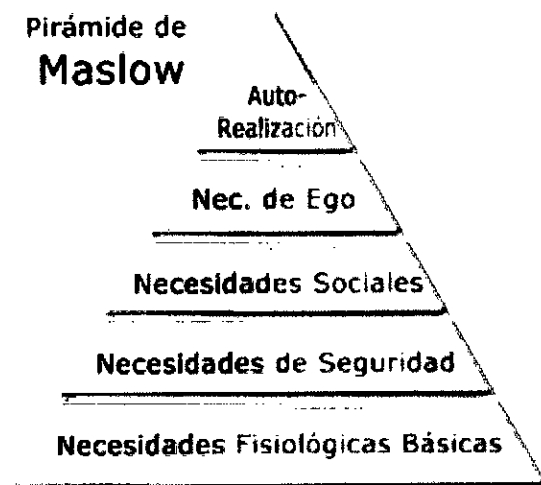 Pirámide de
Maslow
Auto-
Realización
Nec. de Ego
Necesidades Sociales
Necesidades de Seguridad
Necesidades Fisiológicas Básicas